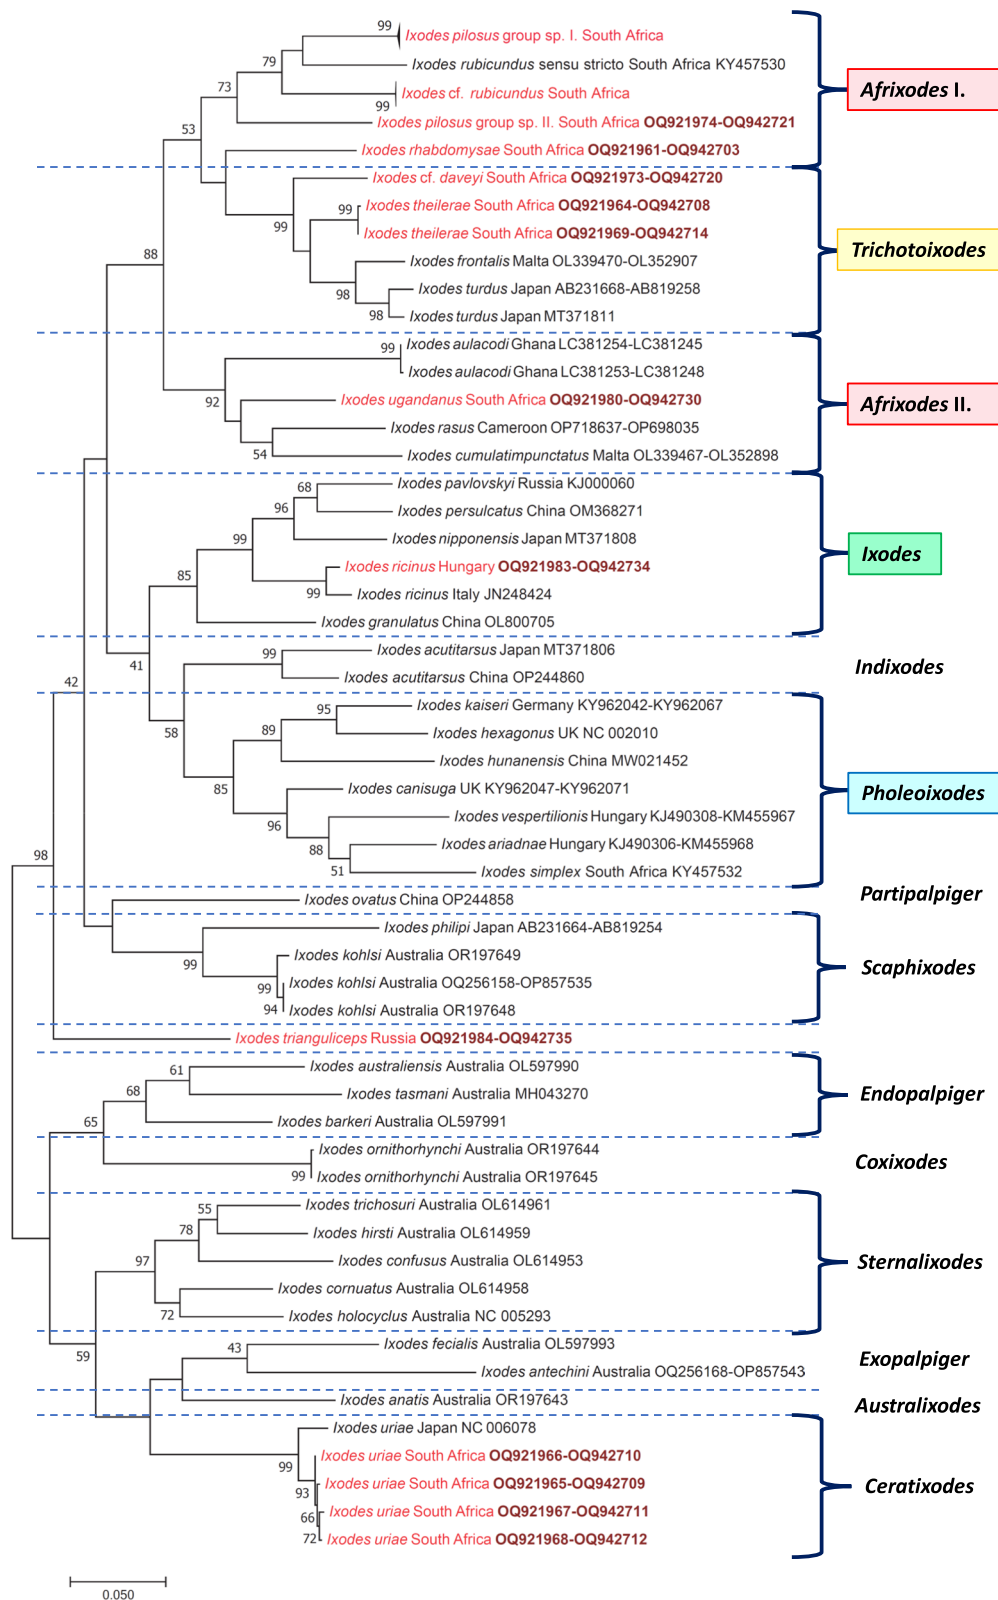 99
Ixodes pilosus group sp. I. South Africa
79
Ixodes rubicundus sensu stricto South Africa KY457530
73
Ixodes cf. rubicundus South Africa
99
Afrixodes I.
Ixodes pilosus group sp. II. South Africa OQ921974-OQ942721
53
Ixodes rhabdomysae South Africa OQ921961-OQ942703
Ixodes cf. daveyi South Africa OQ921973-OQ942720
99
Ixodes theilerae South Africa OQ921964-OQ942708
99
Ixodes theilerae South Africa OQ921969-OQ942714
Trichotoixodes
88
Ixodes frontalis Malta OL339470-OL352907
98
Ixodes turdus Japan AB231668-AB819258
98
Ixodes turdus Japan MT371811
99
Ixodes aulacodi Ghana LC381254-LC381245
Ixodes aulacodi Ghana LC381253-LC381248
92
Ixodes ugandanus South Africa OQ921980-OQ942730
Afrixodes II.
Ixodes rasus Cameroon OP718637-OP698035
54
Ixodes cumulatimpunctatus Malta OL339467-OL352898
68
Ixodes pavlovskyi Russia KJ000060
96
Ixodes persulcatus China OM368271
99
Ixodes nipponensis Japan MT371808
Ixodes
85
Ixodes ricinus Hungary OQ921983-OQ942734
99
Ixodes ricinus Italy JN248424
Ixodes granulatus China OL800705
41
99
Ixodes acutitarsus Japan MT371806
Indixodes
42
Ixodes acutitarsus China OP244860
58
95
Ixodes kaiseri Germany KY962042-KY962067
89
Ixodes hexagonus UK NC 002010
Ixodes hunanensis China MW021452
85
Ixodes canisuga UK KY962047-KY962071
Pholeoixodes
96
Ixodes vespertilionis Hungary KJ490308-KM455967
88
Ixodes ariadnae Hungary KJ490306-KM455968
98
51
Ixodes simplex South Africa KY457532
Ixodes ovatus China OP244858
Partipalpiger
Ixodes philipi Japan AB231664-AB819254
99
Ixodes kohlsi Australia OR197649
Scaphixodes
99
Ixodes kohlsi Australia OQ256158-OP857535
94
Ixodes kohlsi Australia OR197648
Ixodes trianguliceps Russia OQ921984-OQ942735
61
Ixodes australiensis Australia OL597990
68
Ixodes tasmani Australia MH043270
Endopalpiger
65
Ixodes barkeri Australia OL597991
Ixodes ornithorhynchi Australia OR197644
Coxixodes
99
Ixodes ornithorhynchi Australia OR197645
55
Ixodes trichosuri Australia OL614961
78
Ixodes hirsti Australia OL614959
97
Ixodes confusus Australia OL614953
Sternalixodes
Ixodes cornuatus Australia OL614958
72
Ixodes holocyclus Australia NC 005293
59
43
Ixodes fecialis Australia OL597993
Exopalpiger
Ixodes antechini Australia OQ256168-OP857543
Ixodes anatis Australia OR197643
Australixodes
Ixodes uriae Japan NC 006078
99
Ixodes uriae South Africa OQ921966-OQ942710
93
Ixodes uriae South Africa OQ921965-OQ942709
Ceratixodes
66
Ixodes uriae South Africa OQ921967-OQ942711
72
Ixodes uriae South Africa OQ921968-OQ942712
0.050